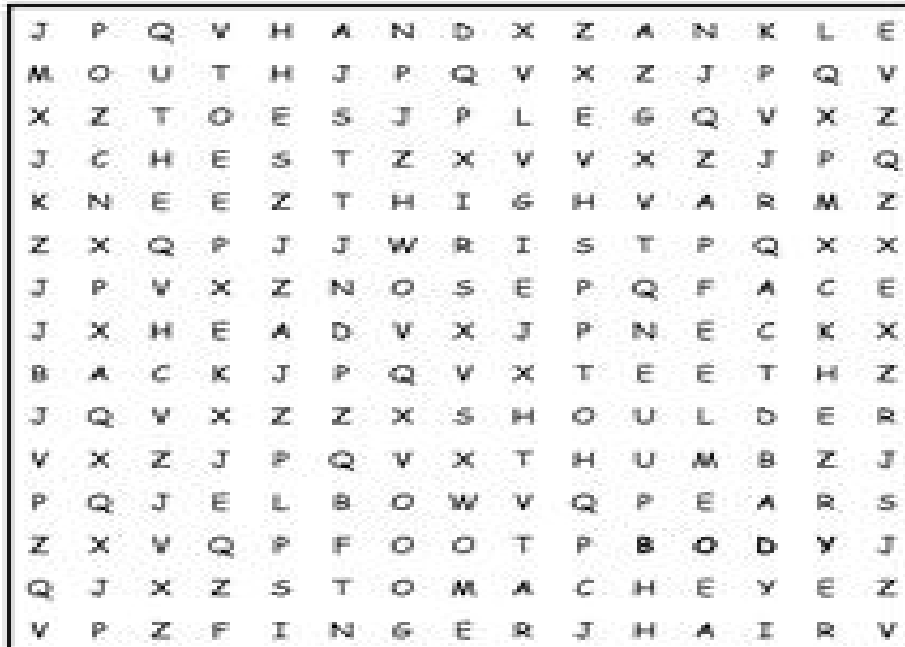 J P Q V H A N D X Z A N K L E
M O U T H J P Q V X Z J P Q V
X Z T O E S J P L E G Q V X Z
J C H E S T Z X V V X Z J P Q
K N E E Z T H I G H V A R M Z
Z X Q P J J W R I S T P Q X X
J P V X Z N O S E P Q F A C E
J X H E A D V X J P N E C K X
B A C K J P Q V X T E E T H Z
J Q V X Z Z X S H O U L D E R
V X Z J P Q V X T H U M B Z J
P Q J E L B O W V Q P E A R S
Z X V Q P F O O T P B O D Y J
Q J X Z S T O M A C H E Y E Z
V P Z F I N G E R J H A I R V